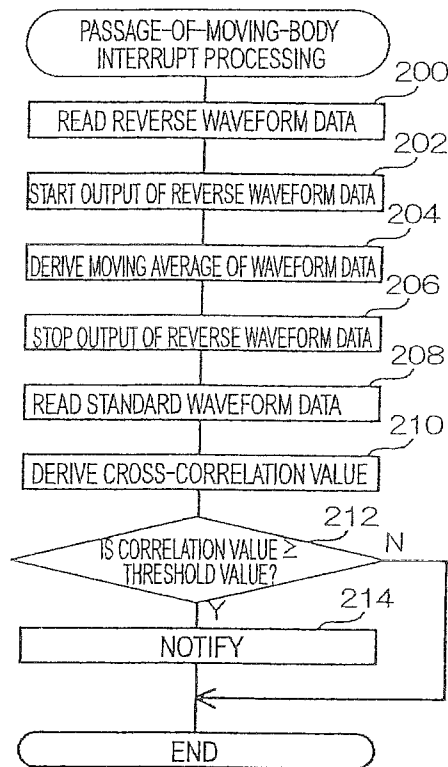 PASSAGE-OF-MOVING-BODY
INTERRUPT PROCESSING
200
READ REVERSE WAVEFORM DATA
202
START OUTPUT OF REVERSE WAVEFORM DATA
204
DERIVE MOVING AVERAGE OF WAVEFORM DATA
206
STOP OUTPUT OF REVERSE WAVEFORM DATA
208
READ STANDARD WAVEFORM DATA
210
DERIVE CROSS-CORRELATION VALUE
212
IS CORRELATION VALUE ≥
THRESHOLD VALUE?
N
Y
214
NOTIFY
END